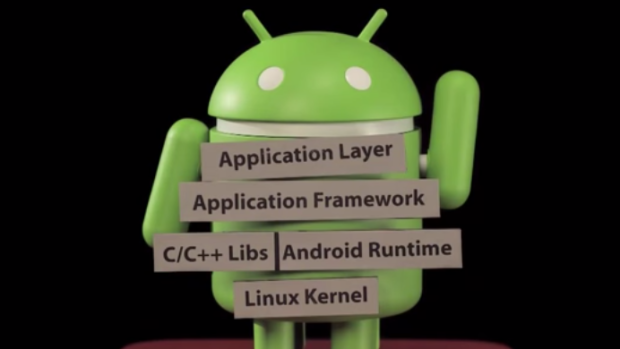 Application Layer
Application Framework
C/C++ Libs Android Runtime
Linux Kernel